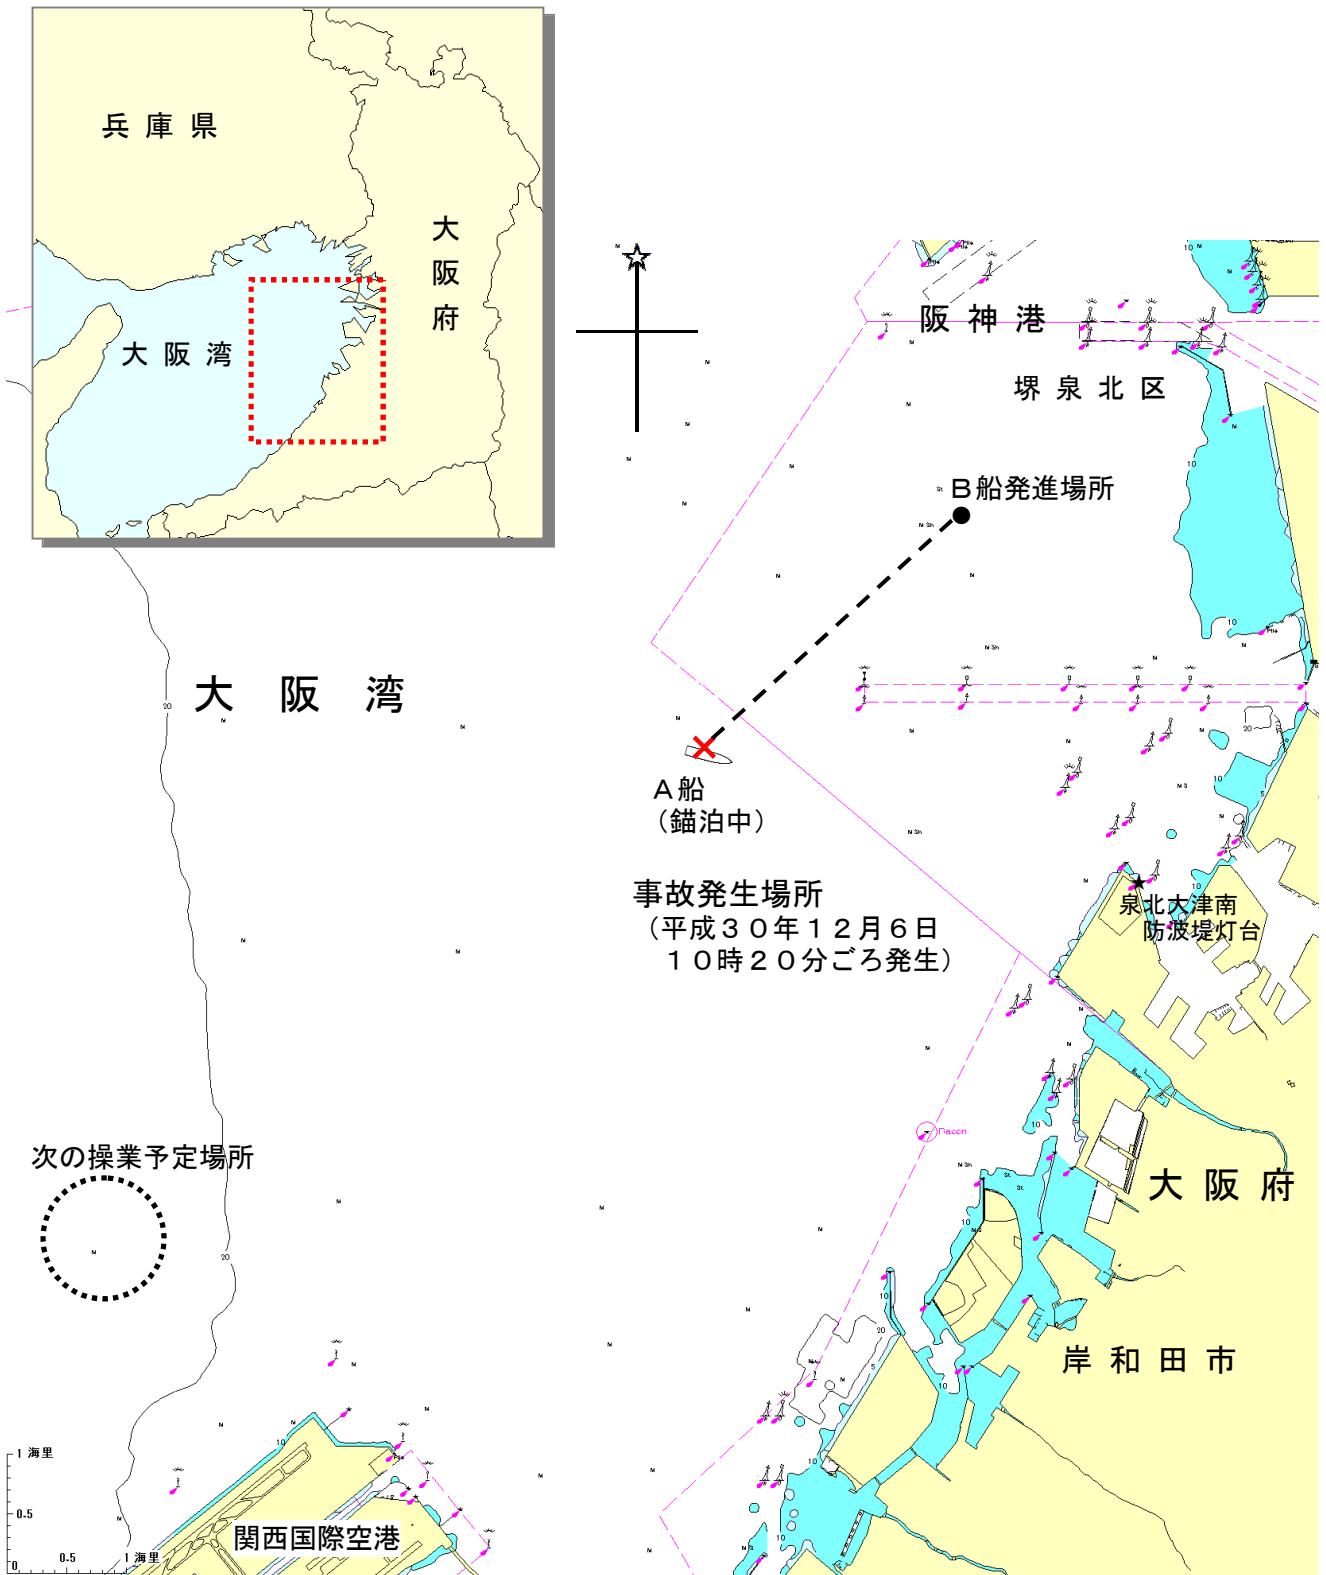 兵庫県
大阪府
大阪湾
阪神港
堺泉北区
B船発進場所
大阪湾
A船
(錨泊中)
事故発生場所
(平成30年12月6日
10時20分ごろ発生)
泉北大津南
防波堤灯台
Racon
次の操業予定場所
大阪府
岸和田市
関西国際空港
1 海里
0.5
0
0.5
1 海里